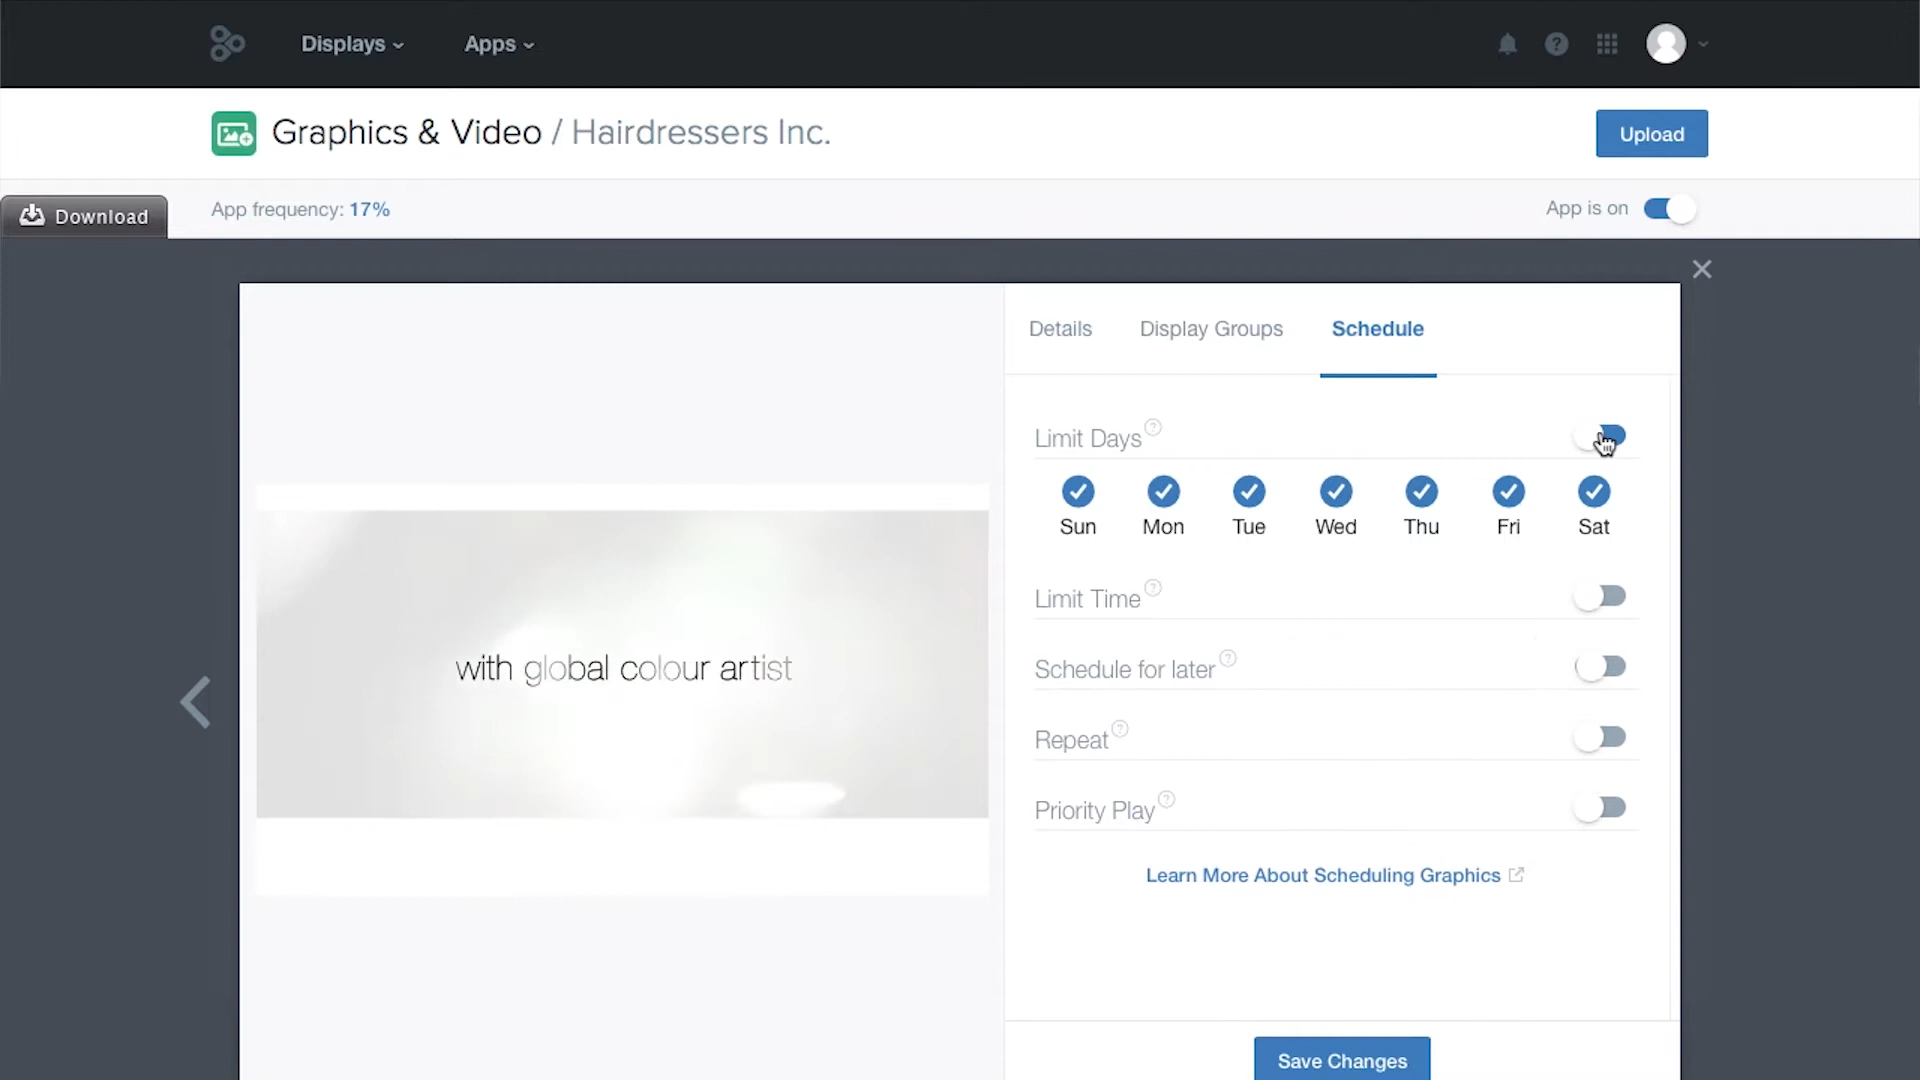 Displays
Apps
Graphics & Video / Hairdressers Inc.
Upload
Download
App frequency: 17%
App is on
Details
Display Groups
Schedule
Limit Days
Sun
Mon
Tue
Wed
Thu
Fri
Sat
Limit Time
Schedule for later
Repeat
Priority Play
with global colour artist
Learn More About Scheduling Graphics
Save Changes